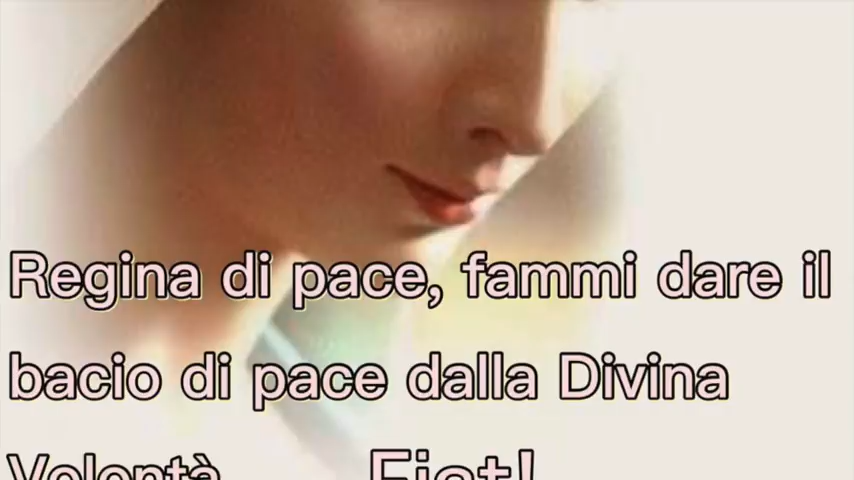 Regina di pace, fammi dare il
bacio di pace dalla Divina
Volontà Fiat!